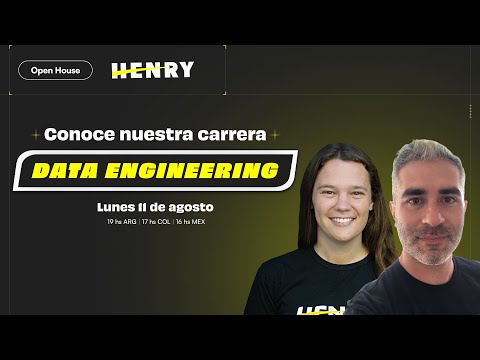 Open House
HENRY
Conoce nuestra carrera
DATA ENGINEERING
Lunes 11 de agosto
19 hs ARG | 17 hs COL | 16 hs MEX
HENRY